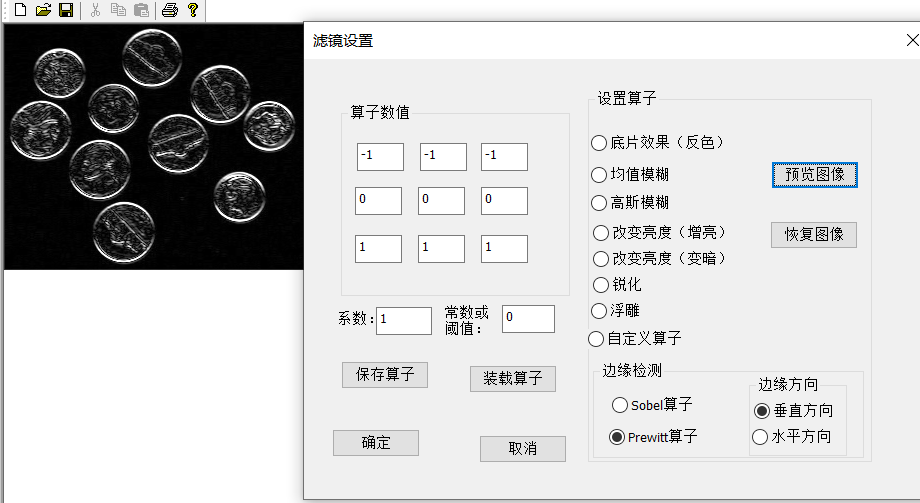 滤镜设置
算子数值
-1 -1 -1
0 0 0
1 1 1
系数：1
常数或
阈值： 0
保存算子
装载算子
确定
取消
设置算子
底片效果（反色）
均值模糊
高斯模糊
改变亮度（增亮）
改变亮度（变暗）
锐化
浮雕
自定义算子
预览图像
恢复图像
边缘检测
Sobel算子
Prewitt算子
边缘方向
垂直方向
水平方向